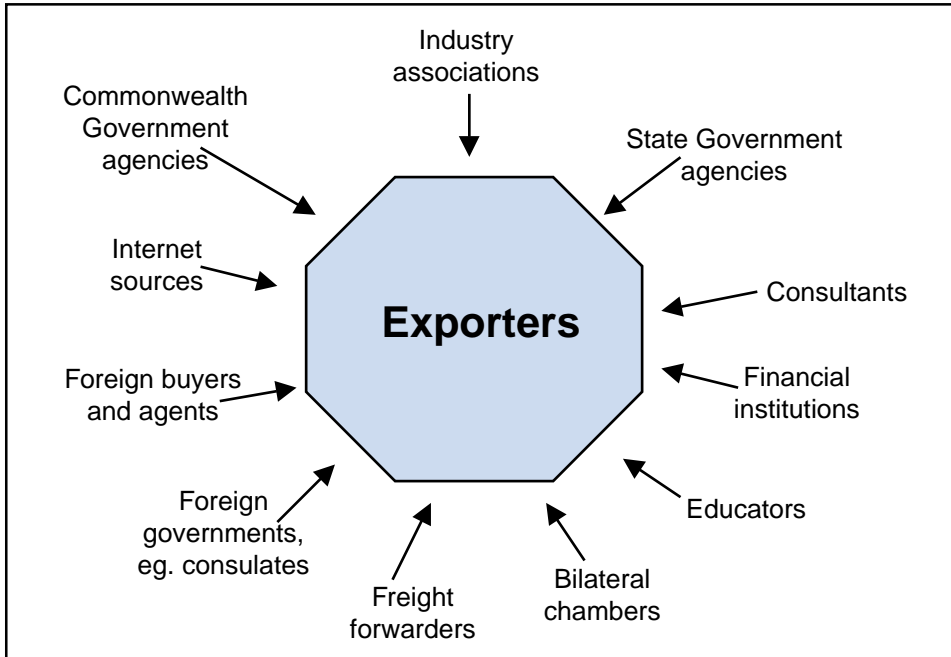 Industry
associations
Commonwealth
Government
agencies
State Government
agencies
Internet
sources
Consultants
Exporters
Foreign buyers
and agents
Financial
institutions
Foreign
governments,
eg. consulates
Educators
Freight
forwarders
Bilateral
chambers